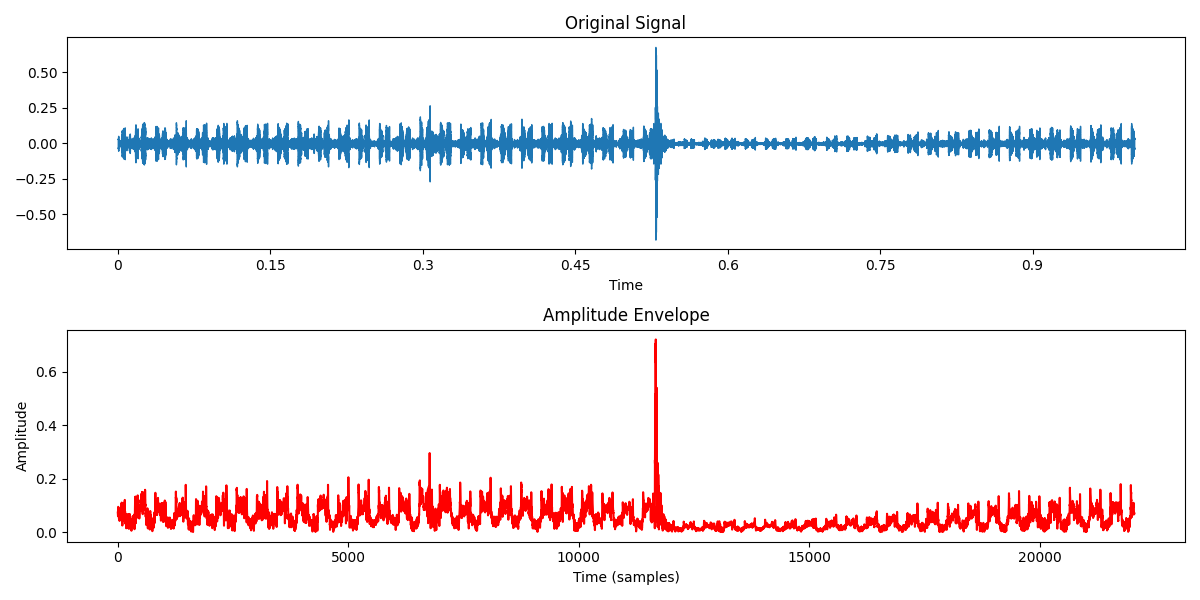 Original Signal
0.50
0.25
0.00
−0.25
−0.50
0 0.15 0.3 0.45 0.6 0.75 0.9
Time
Amplitude Envelope
Amplitude
0.6
0.4
0.2
0.0
0 5000 10000 15000 20000
Time (samples)